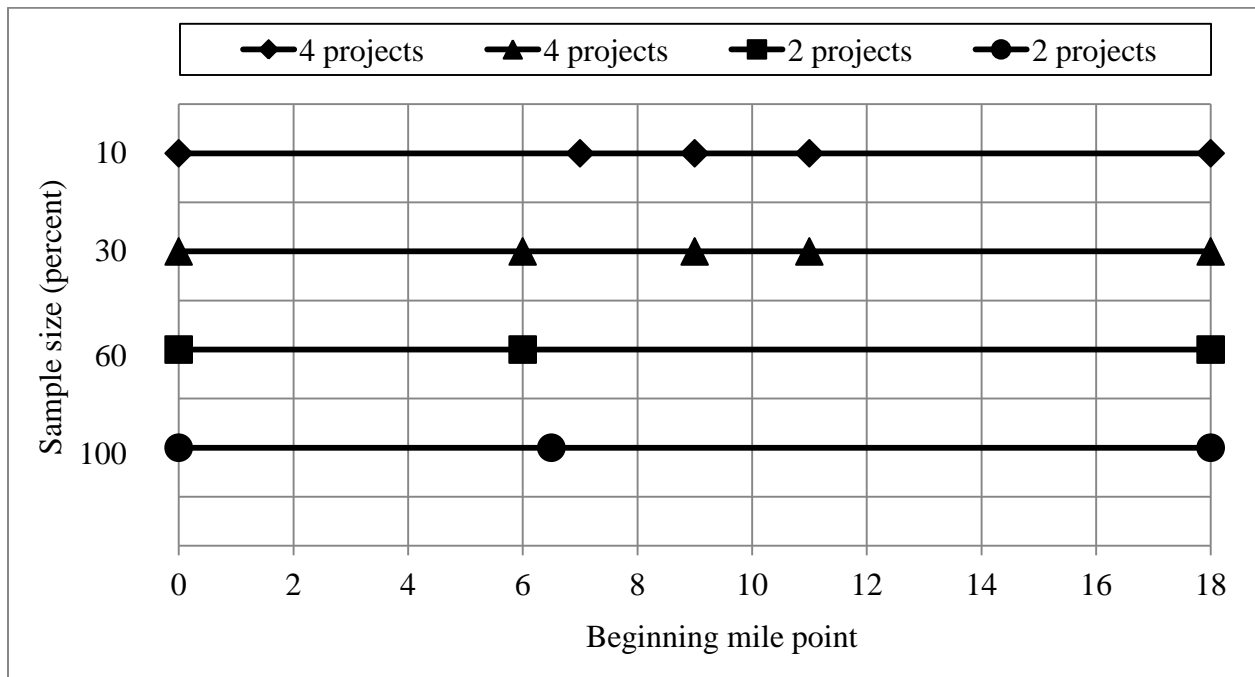 4 projects 4 projects 2 projects 2 projects
Sample size (percent)
10
30
60
100
0 2 4 6 8 10 12 14 16 18
Beginning mile point